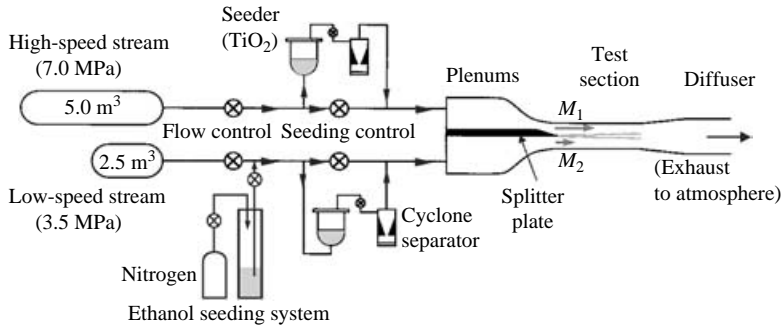 High-speed stream
(7.0 MPa)
5.0 m³
Flow control
Seeder
(TiO₂)
Seeding control
Plenums
Test
section
Diffuser
M₁
M₂
2.5 m³
Low-speed stream
(3.5 MPa)
Splitter
plate
(Exhaust
to atmosphere)
Cyclone
separator
Nitrogen
Ethanol seeding system